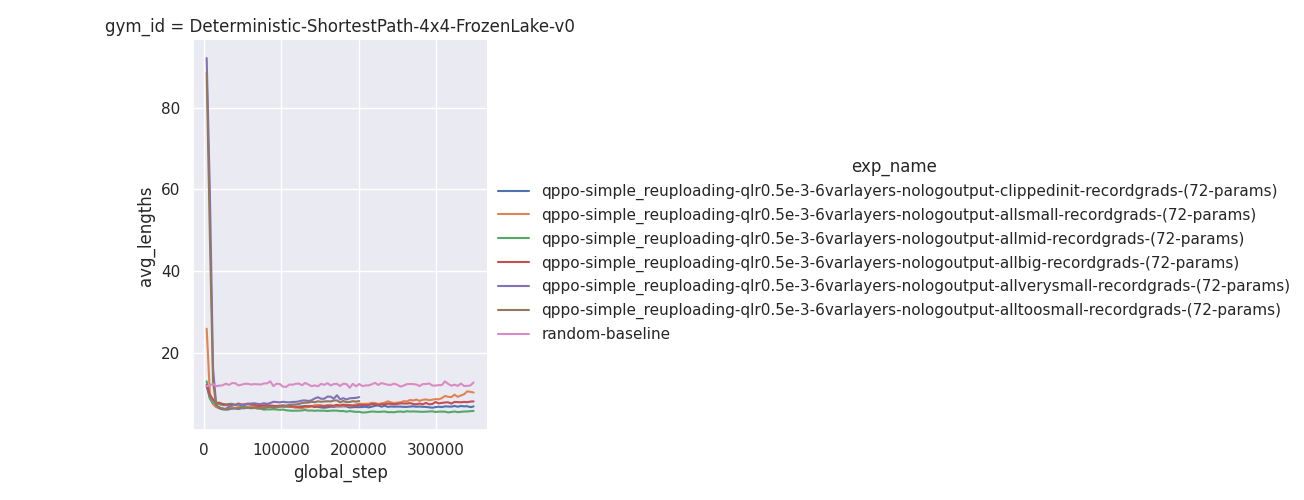 gym_id = Deterministic-ShortestPath-4x4-FrozenLake-v0
80
60
40
20
avg_lengths
0 100000 200000 300000
global_step
exp_name
qppo-simple_reuploading-qlr0.5e-3-6varlayers-nologoutput-clippedinit-recordgrads-(72-params)
qppo-simple_reuploading-qlr0.5e-3-6varlayers-nologoutput-allsmall-recordgrads-(72-params)
qppo-simple_reuploading-qlr0.5e-3-6varlayers-nologoutput-allmid-recordgrads-(72-params)
qppo-simple_reuploading-qlr0.5e-3-6varlayers-nologoutput-allbig-recordgrads-(72-params)
qppo-simple_reuploading-qlr0.5e-3-6varlayers-nologoutput-allverysmall-recordgrads-(72-params)
qppo-simple_reuploading-qlr0.5e-3-6varlayers-nologoutput-alltoosmall-recordgrads-(72-params)
random-baseline